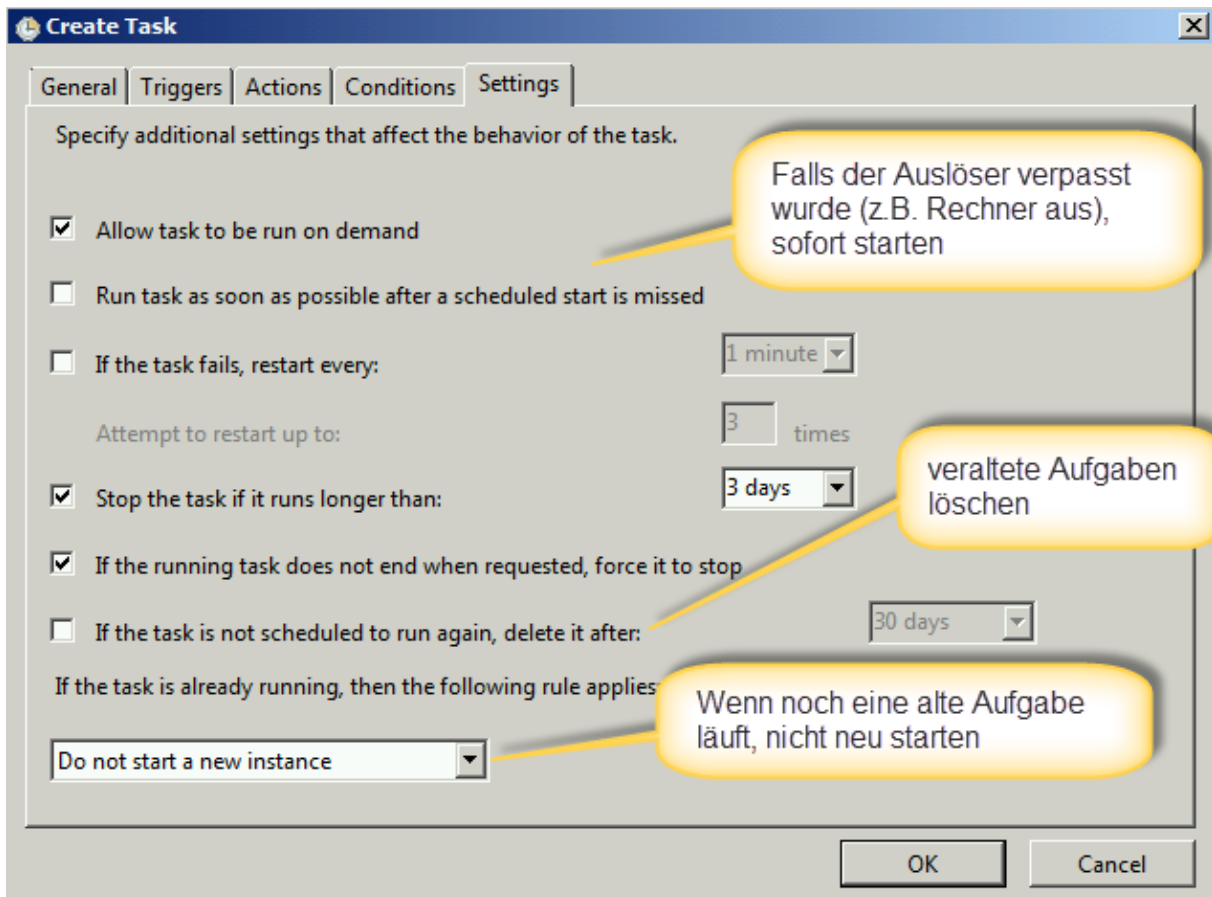 Create Task
General Triggers Actions Conditions Settings
Specify additional settings that affect the behavior of the task.
Falls der Auslöser verpasst
wurde (z.B. Rechner aus),
sofort starten
Allow task to be run on demand
Run task as soon as possible after a scheduled start is missed
If the task fails, restart every:
1 minute
Attempt to restart up to:
3 times
veraltete Aufgaben
löschen
Stop the task if it runs longer than:
3 days
If the running task does not end when requested, force it to stop
If the task is not scheduled to run again, delete it after:
30 days
If the task is already running, then the following rule applies:
Wenn noch eine alte Aufgabe
läuft, nicht neu starten
Do not start a new instance
OK Cancel